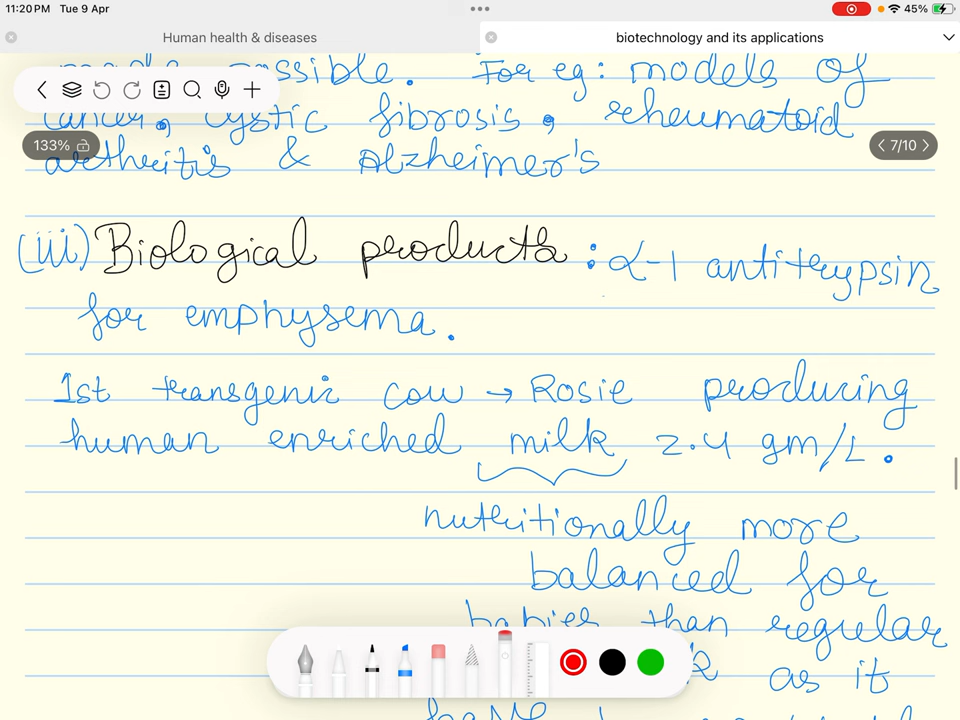 11:20 PM Tue 9 Apr
45%
Human health & diseases
biotechnology and its applications
possible. For eg: models of
cancer, cystic fibrosis, rheumatoid
133%
7/10
arthritis & Alzheimer's
(iii) Biological products : α-1 antitrypsin
for emphysema.
1st transgenic cow → Rosie producing
human enriched milk 2.4 gm/L.
nutritionally more
balanced for
babies than regular
as it